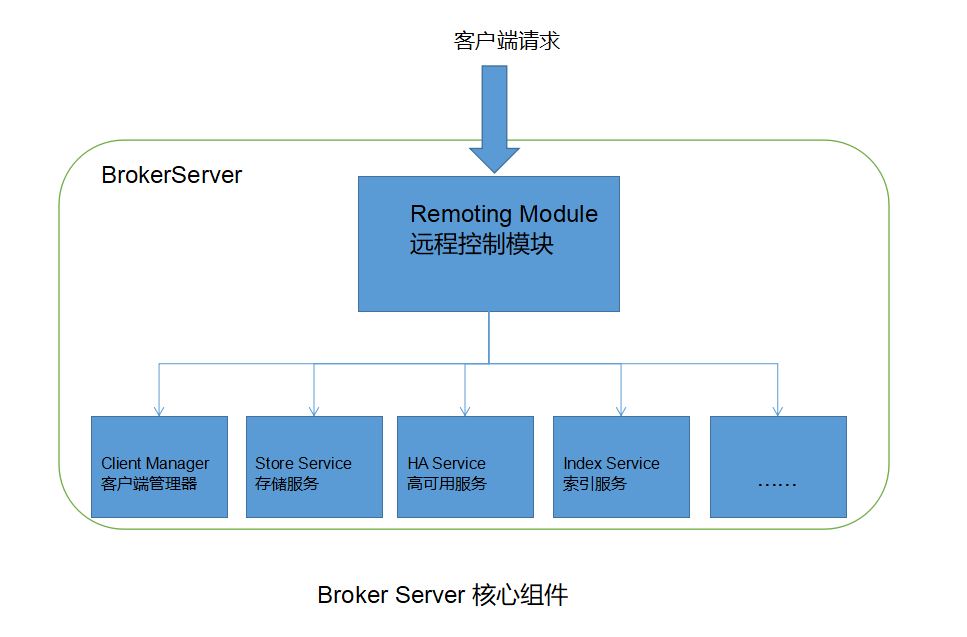 客户端请求
BrokerServer
Remoting Module
远程控制模块
Client Manager
客户端管理器
Store Service
存储服务
HA Service
高可用服务
Index Service
索引服务
……
Broker Server 核心组件